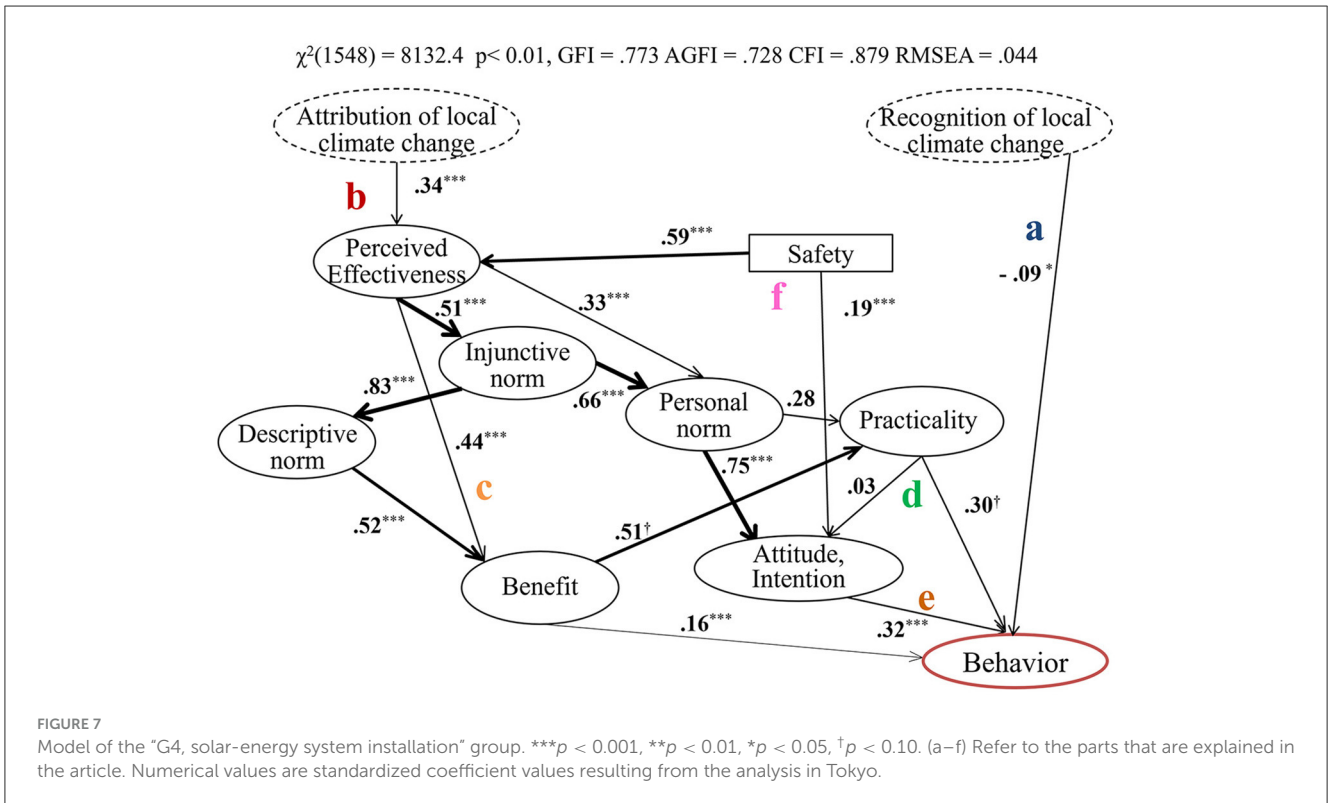 χ²(1548) = 8132.4 p< 0.01, GFI = .773 AGFI = .728 CFI = .879 RMSEA = .044
Attribution of local
climate change
Recognition of local
climate change
b
.34***
a
-.09 *
Perceived
Effectiveness
.59***
Safety
f
.51***
.33***
.19***
Injunctive
norm
.83***
.66***
Personal
norm
.28
Practicality
Descriptive
norm
.44***
c
.75***
.03
d
.30†
.52***
.51†
Attitude,
Intention
Benefit
e
.16***
.32***
Behavior
FIGURE 7
Model of the "G4, solar-energy system installation" group. ***p < 0.001, **p < 0.01, *p < 0.05, †p < 0.10. (a–f) Refer to the parts that are explained in
the article. Numerical values are standardized coefficient values resulting from the analysis in Tokyo.